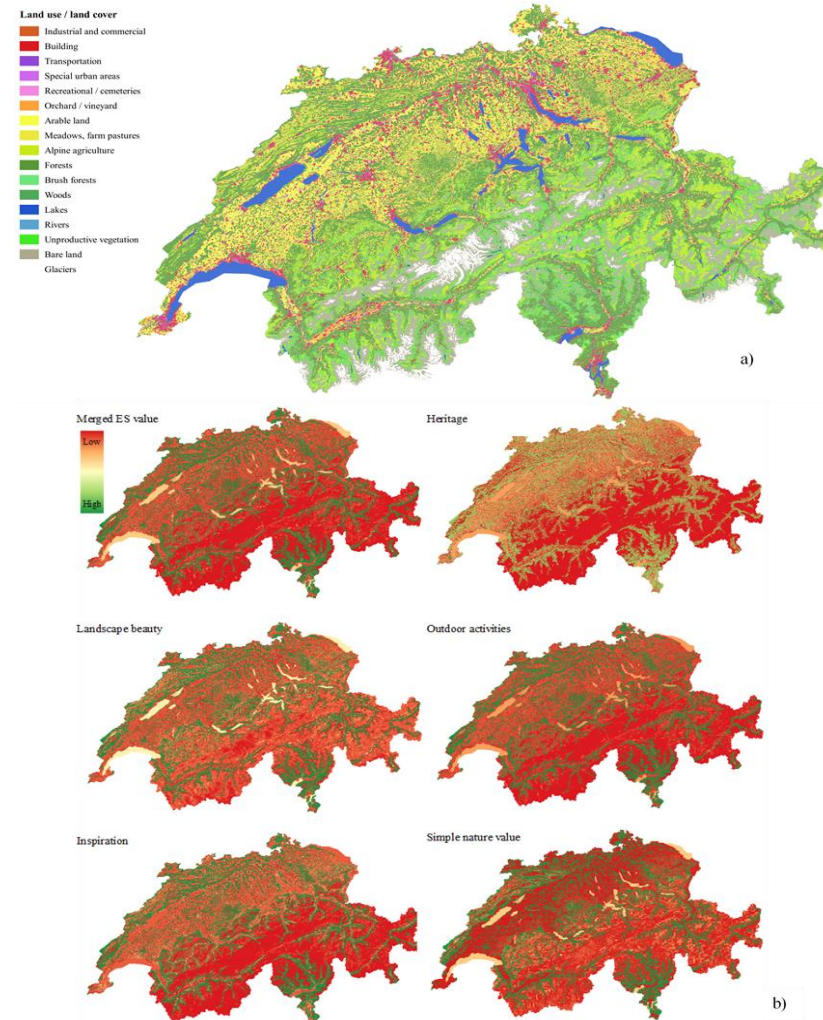 Land use / land cover
Industrial and commercial
Building
Transportation
Special urban areas
Recreational / cemeteries
Orchard / vineyard
Arable land
Meadows, farm pastures
Alpine agriculture
Forests
Brush forests
Woods
Lakes
Rivers
Unproductive vegetation
Bare land
Glaciers
a)
Merged ES value
Low
High
Heritage
Landscape beauty
Outdoor activities
Inspiration
Simple nature value
b)